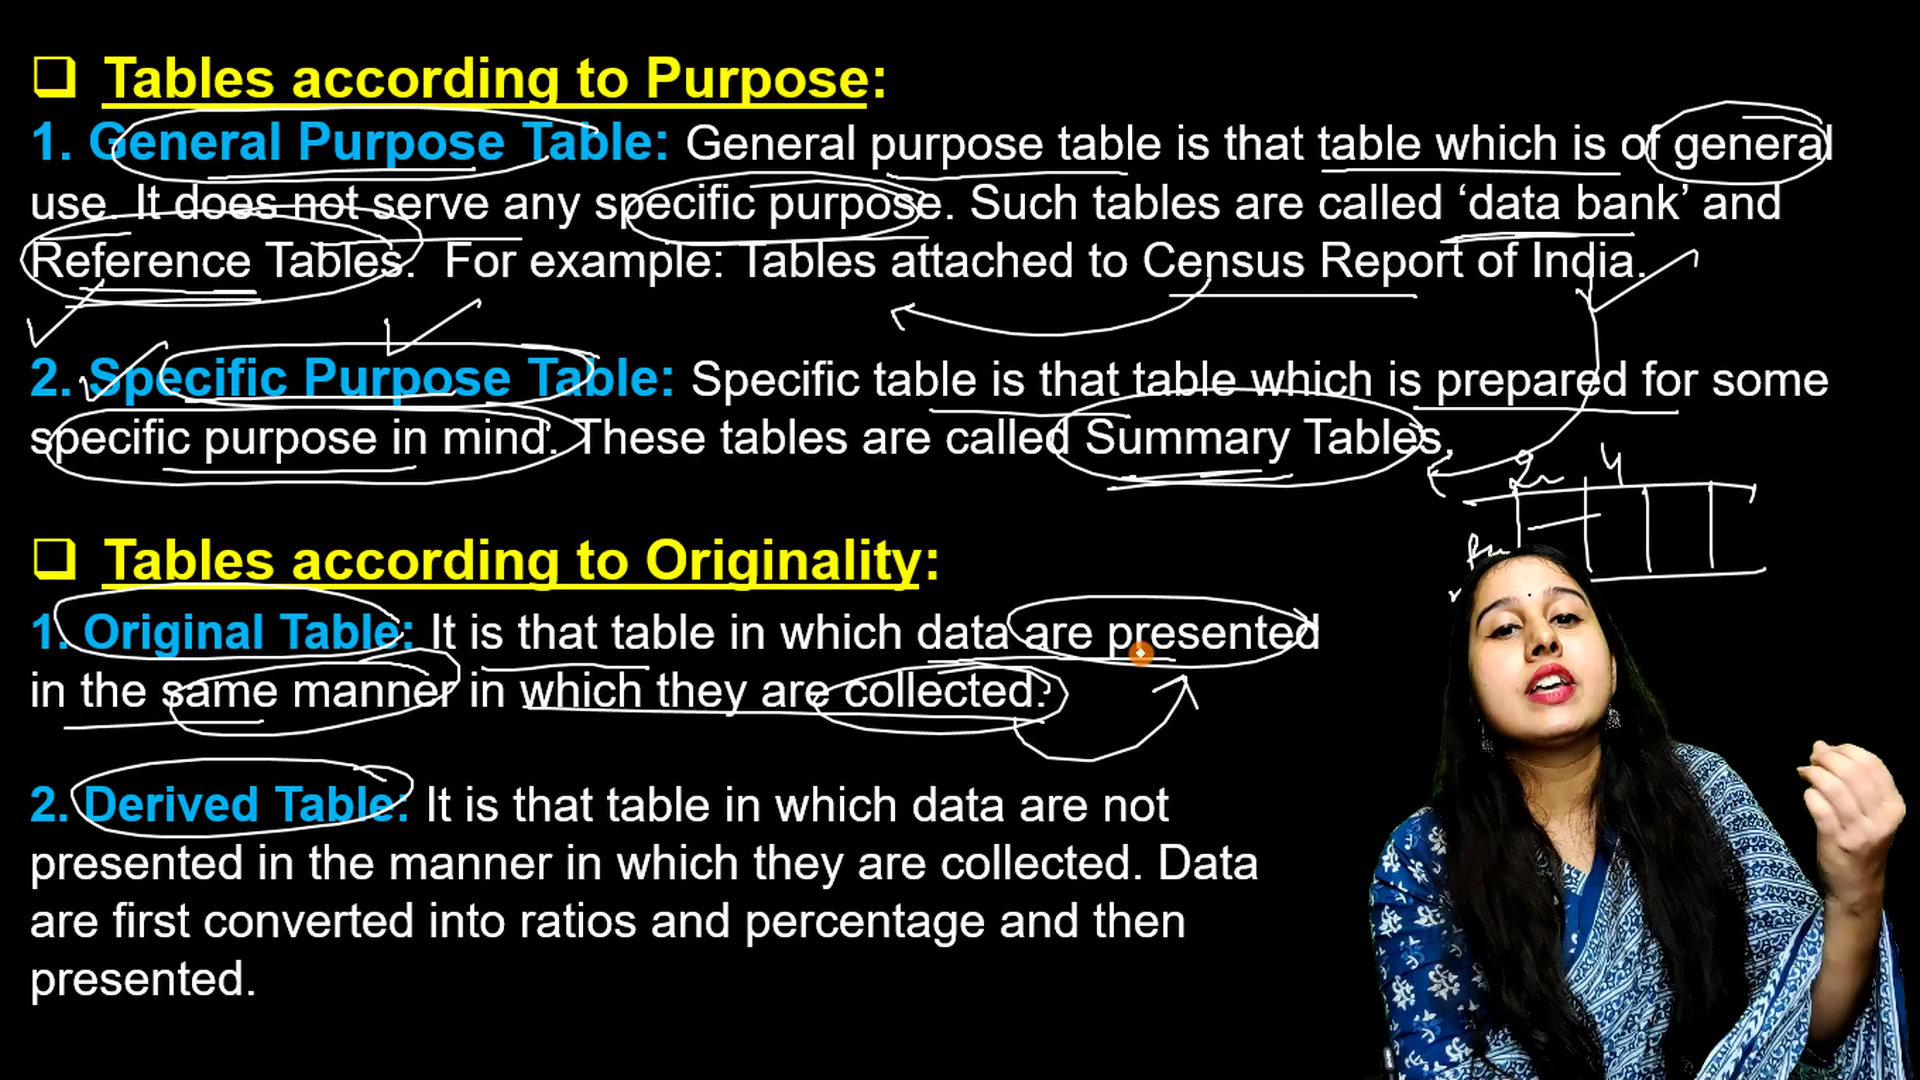 ❑ Tables according to Purpose:
1. General Purpose Table: General purpose table is that table which is of general
use. It does not serve any specific purpose. Such tables are called ‘data bank’ and
Reference Tables. For example: Tables attached to Census Report of India.
2. Specific Purpose Table: Specific table is that table which is prepared for some
specific purpose in mind. These tables are called Summary Tables.
❑ Tables according to Originality:
1. Original Table: It is that table in which data are presented
in the same manner in which they are collected.
2. Derived Table: It is that table in which data are not
presented in the manner in which they are collected. Data
are first converted into ratios and percentage and then
presented.